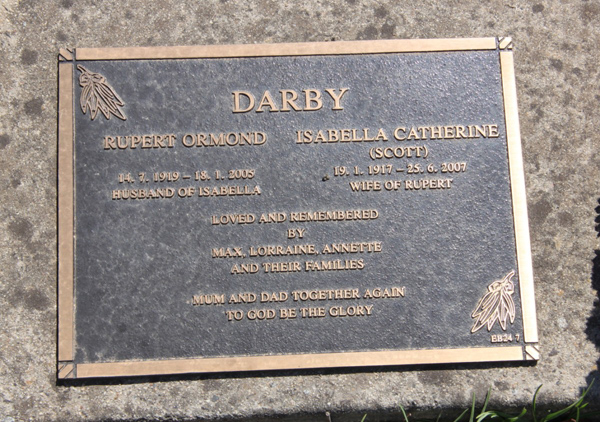 DARBY
RUPERT ORMOND
14. 7. 1919 – 18. 1. 2005
HUSBAND OF ISABELLA
ISABELLA CATHERINE
(SCOTT)
19. 1. 1917 – 25. 6. 2007
WIFE OF RUPERT
LOVED AND REMEMBERED
BY
MAX, LORRAINE, ANNETTE
AND THEIR FAMILIES
MUM AND DAD TOGETHER AGAIN
TO GOD BE THE GLORY
EB24 7